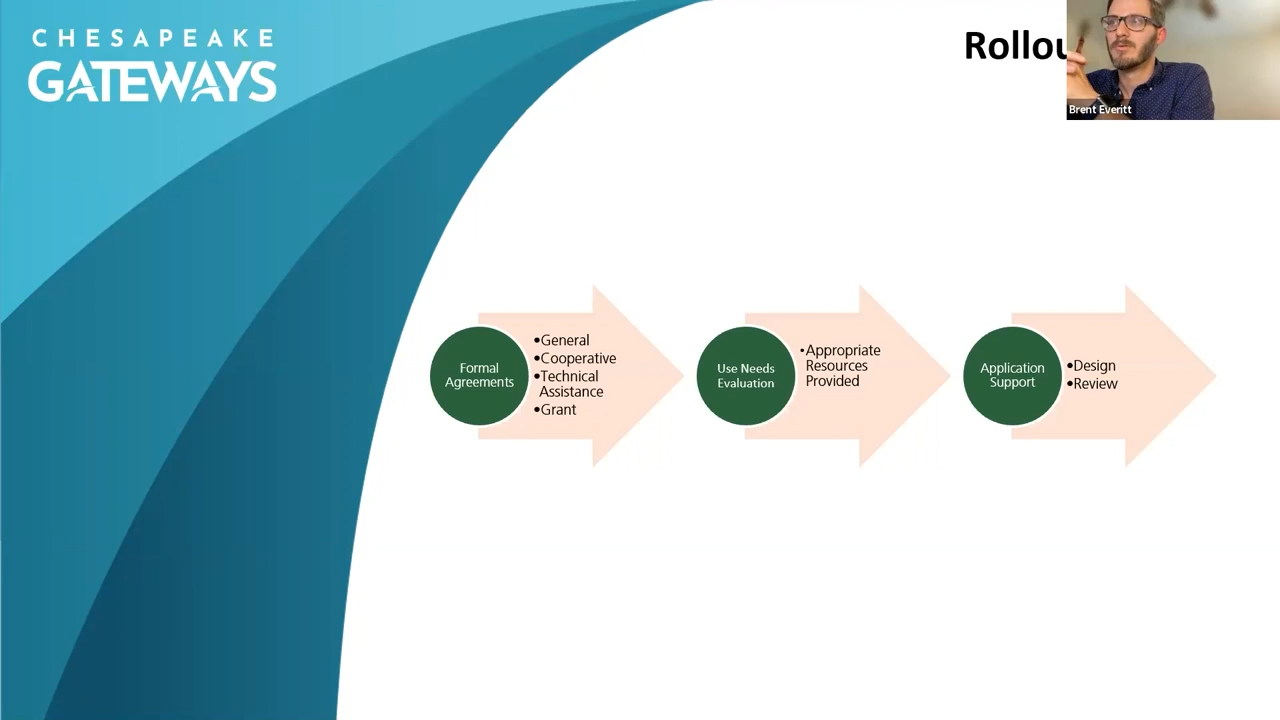 CHESAPEAKE
GATEWAYS
Brent Everitt
Formal
Agreements
•General
•Cooperative
•Technical
Assistance
•Grant
Use Needs
Evaluation
•Appropriate
Resources
Provided
Application
Support
•Design
•Review